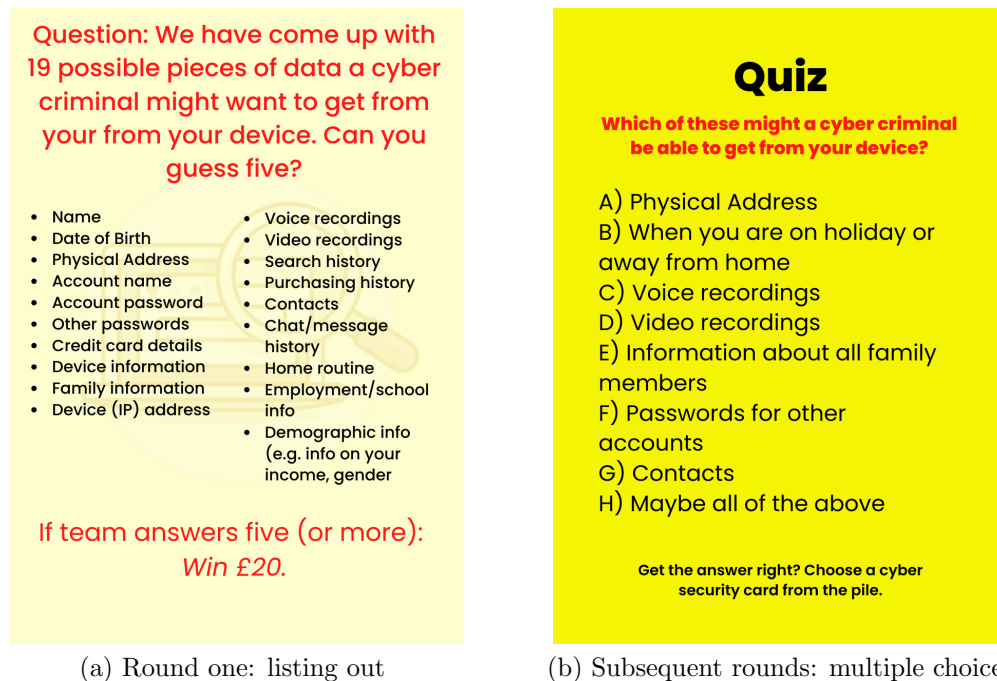 Question: We have come up with
19 possible pieces of data a cyber
criminal might want to get from
your from your device. Can you
guess five?
• Name
• Date of Birth
• Physical Address
• Account name
• Account password
• Other passwords
• Credit card details
• Device information
• Family information
• Device (IP) address
• Voice recordings
• Video recordings
• Search history
• Purchasing history
• Contacts
• Chat/message
history
• Home routine
• Employment/school
info
• Demographic info
(e.g. info on your
income, gender
If team answers five (or more):
Win £20.
(a) Round one: listing out
Quiz
Which of these might a cyber criminal
be able to get from your device?
A) Physical Address
B) When you are on holiday or
away from home
C) Voice recordings
D) Video recordings
E) Information about all family
members
F) Passwords for other
accounts
G) Contacts
H) Maybe all of the above
Get the answer right? Choose a cyber
security card from the pile.
(b) Subsequent rounds: multiple choice